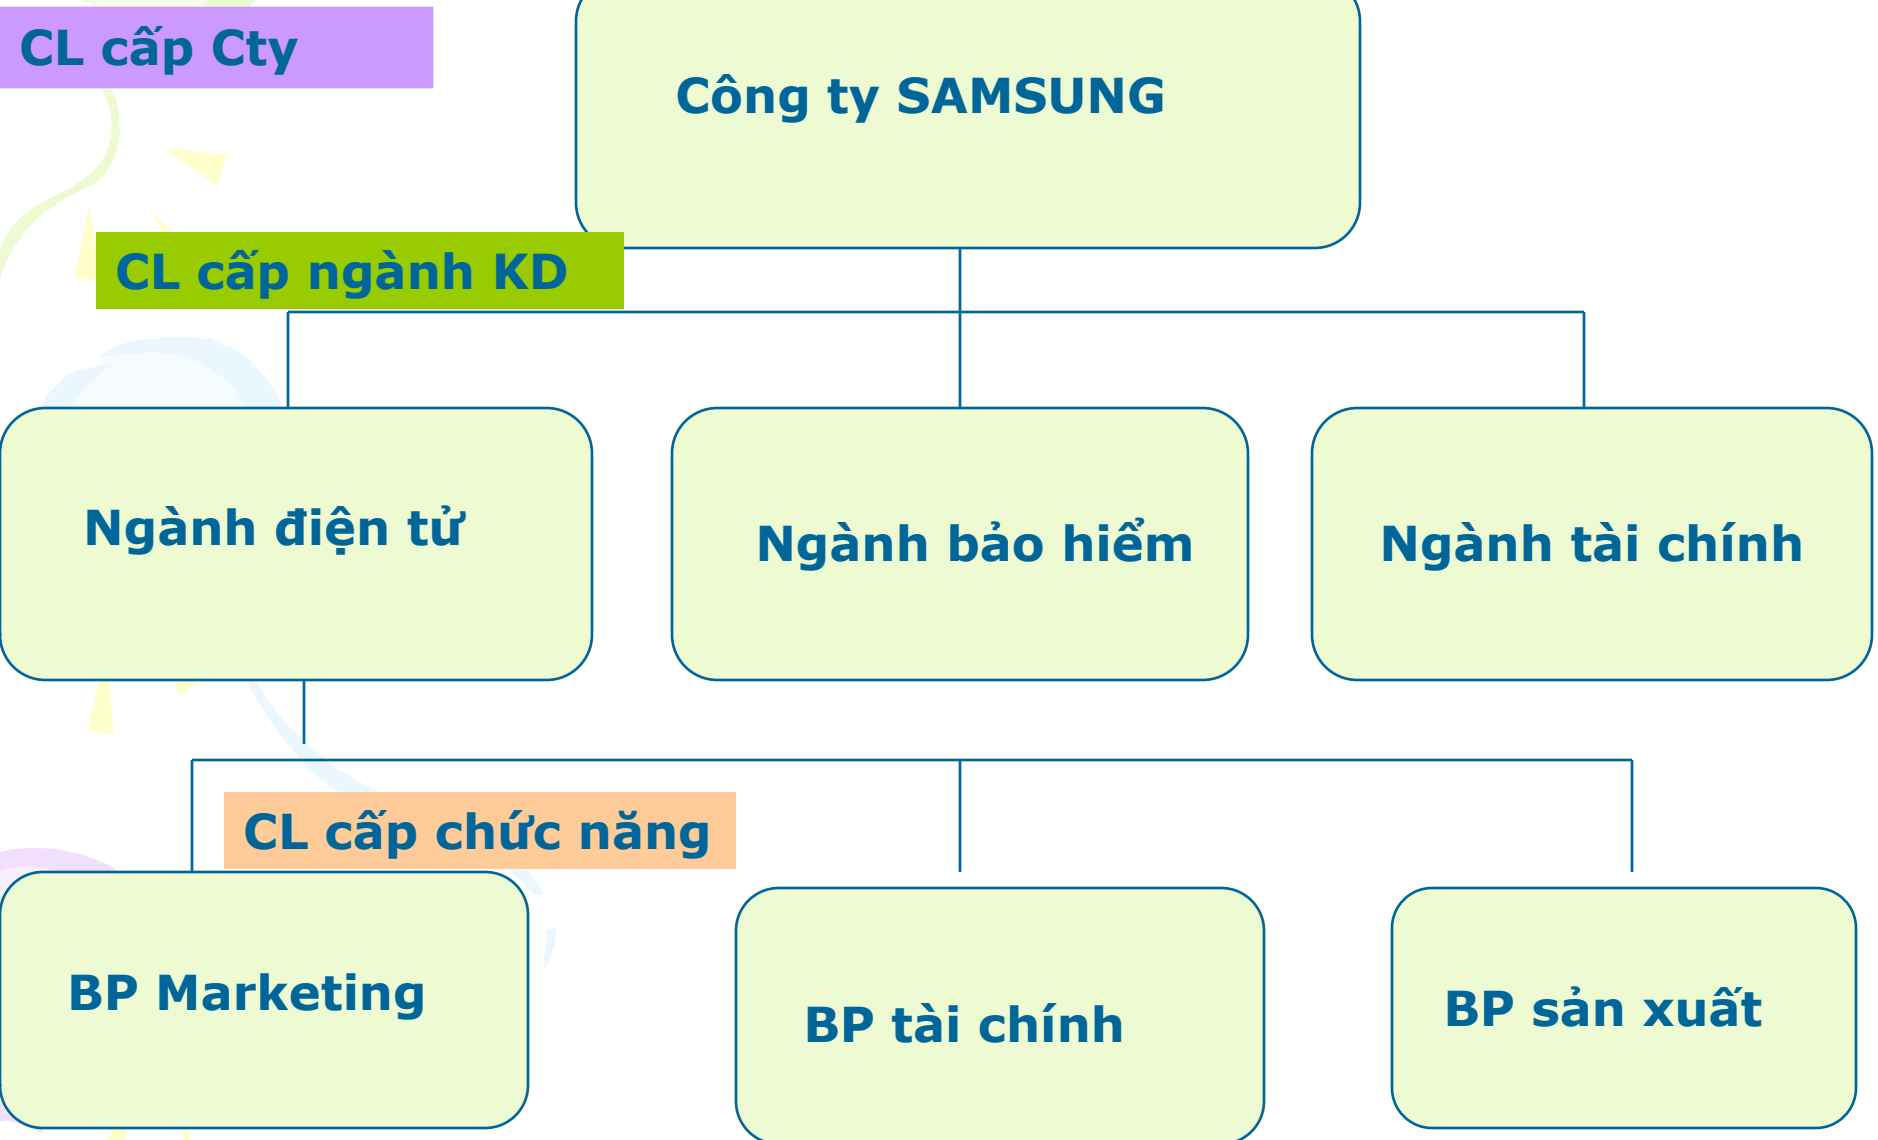 CL cấp Cty
Công ty SAMSUNG
CL cấp ngành KD
Ngành điện tử
Ngành bảo hiểm
Ngành tài chính
CL cấp chức năng
BP Marketing
BP tài chính
BP sản xuất